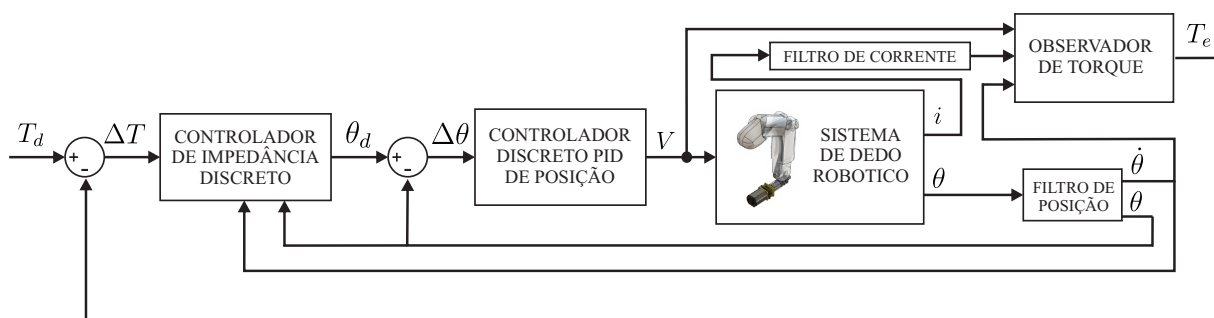 T_d
+
-
ΔT
CONTROLADOR
DE IMPEDÂNCIA
DISCRETO
θ_d
+
-
Δθ
CONTROLADOR
DISCRETO PID
DE POSIÇÃO
V
SISTEMA
DE DEDO
ROBOTICO
i
θ
FILTRO DE CORRENTE
FILTRO DE
POSIÇÃO
θ̇
θ
OBSERVADOR
DE TORQUE
T_e